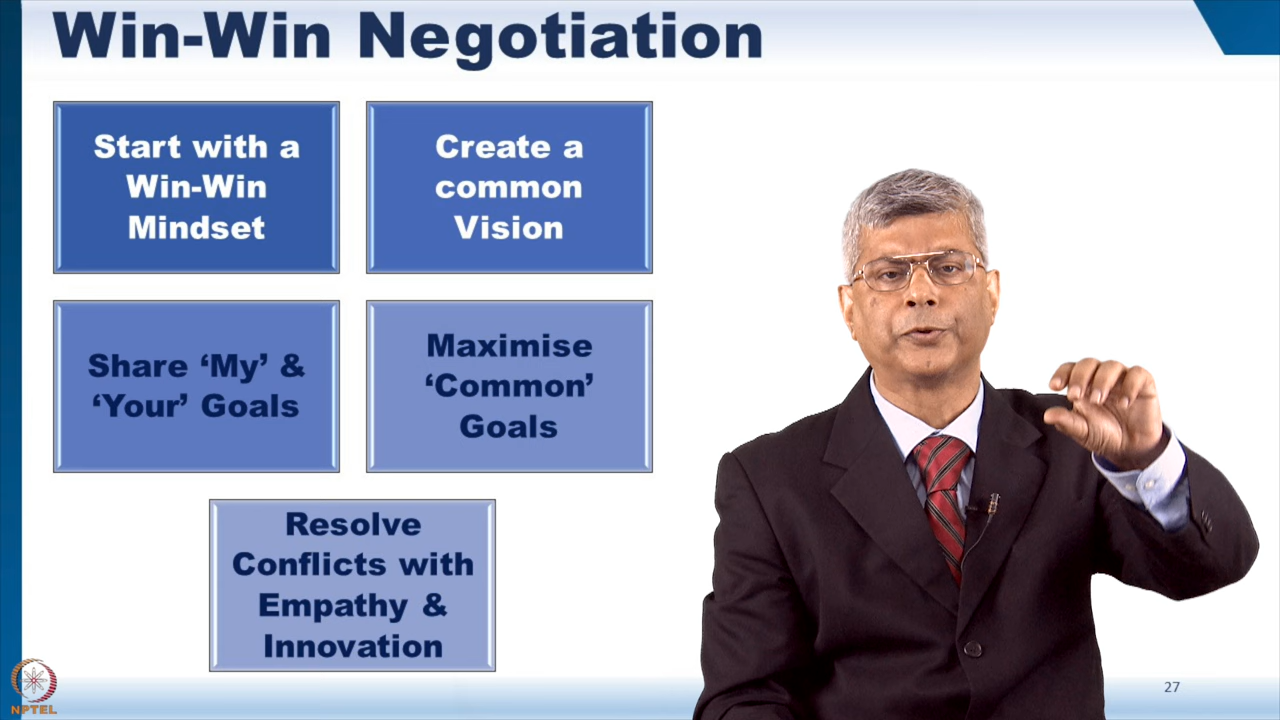 Win-Win Negotiation
Start with a
Win-Win
Mindset
Create a
common
Vision
Share ‘My’ &
‘Your’ Goals
Maximise
‘Common’
Goals
Resolve
Conflicts with
Empathy &
Innovation
NPTEL
27